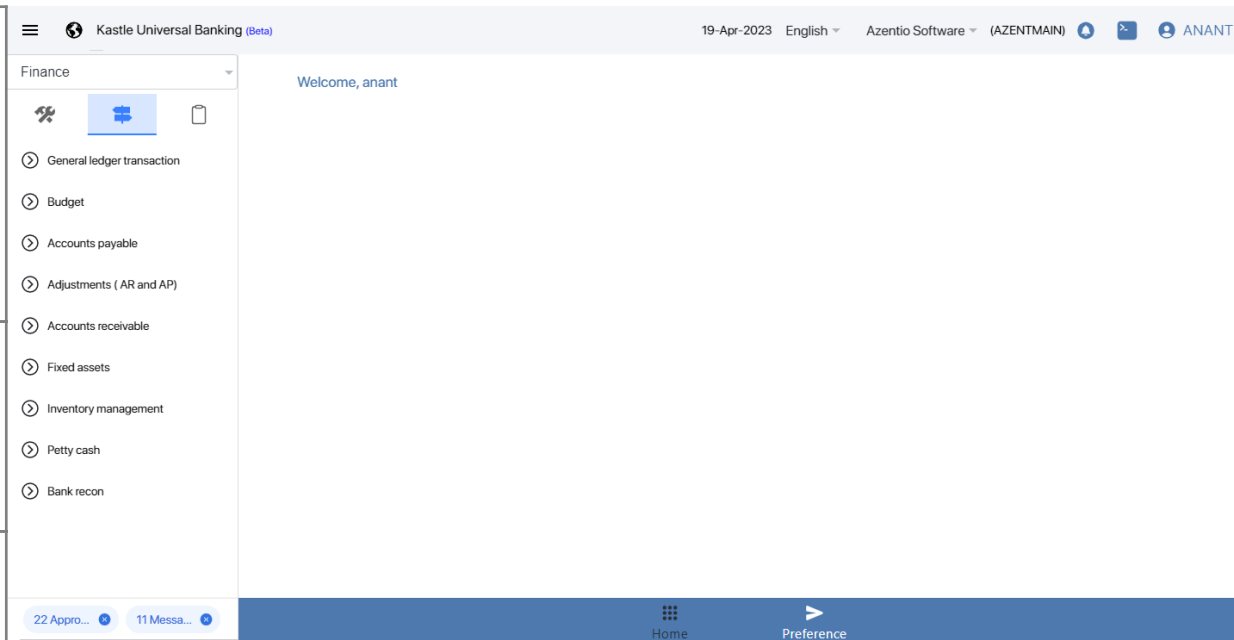 Kastle Universal Banking (Beta) 19-Apr-2023 English Azentio Software (AZENTMAIN) ANANT
Finance
Welcome, anant
General ledger transaction
Budget
Accounts payable
Adjustments ( AR and AP)
Accounts receivable
Fixed assets
Inventory management
Petty cash
Bank recon
22 Appro... 11 Messa...
Home Preference